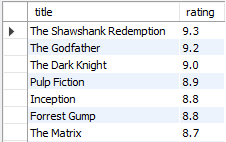 title rating
The Shawshank Redemption 9.3
The Godfather 9.2
The Dark Knight 9.0
Pulp Fiction 8.9
Inception 8.8
Forrest Gump 8.8
The Matrix 8.7